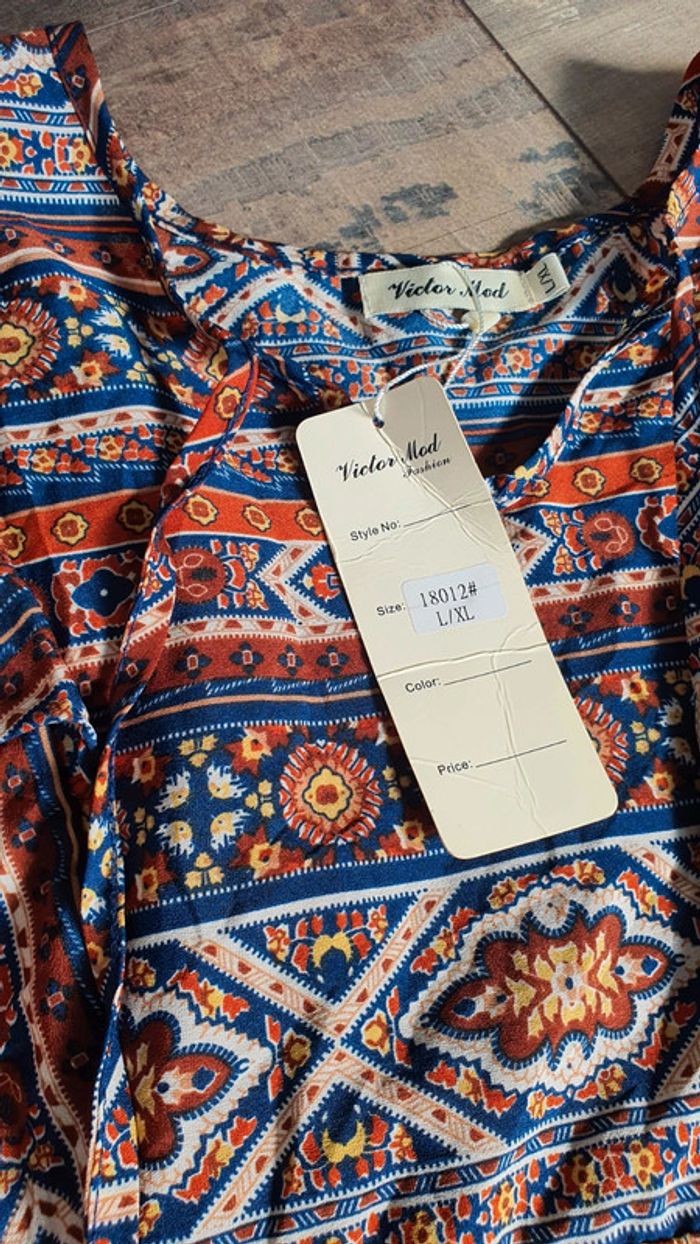 Victor Mod
L/XL
Victor Mod
Fashion
Style No:
Size: 18012#
L/XL
Color:
Price: